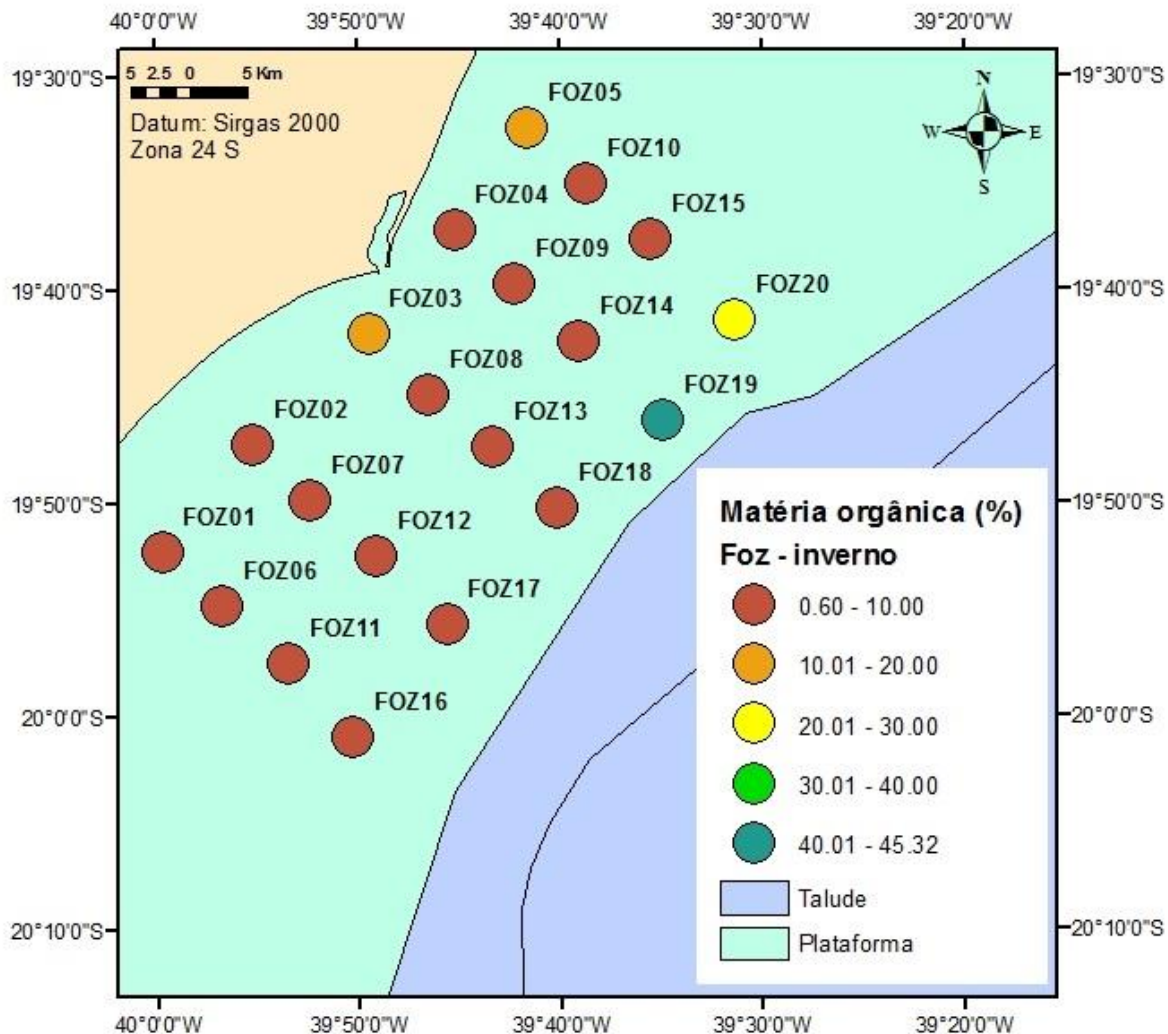 40°0'0"W 39°50'0"W 39°40'0"W 39°30'0"W 39°20'0"W
19°30'0"S 19°30'0"S
5 2.5 0 5 Km
Datum: Sirgas 2000
Zona 24 S
N
W E
S
FOZ05
FOZ10
FOZ04
FOZ15
FOZ09
19°40'0"S 19°40'0"S
FOZ03
FOZ20
FOZ14
FOZ08
FOZ19
FOZ02
FOZ13
FOZ07
FOZ18
19°50'0"S 19°50'0"S
FOZ01
FOZ12
FOZ06
FOZ17
FOZ11
FOZ16
20°0'0"S 20°0'0"S
Matéria orgânica (%)
Foz - inverno
0.60 - 10.00
10.01 - 20.00
20.01 - 30.00
30.01 - 40.00
40.01 - 45.32
Talude
Plataforma
20°10'0"S 20°10'0"S
40°0'0"W 39°50'0"W 39°40'0"W 39°30'0"W 39°20'0"W